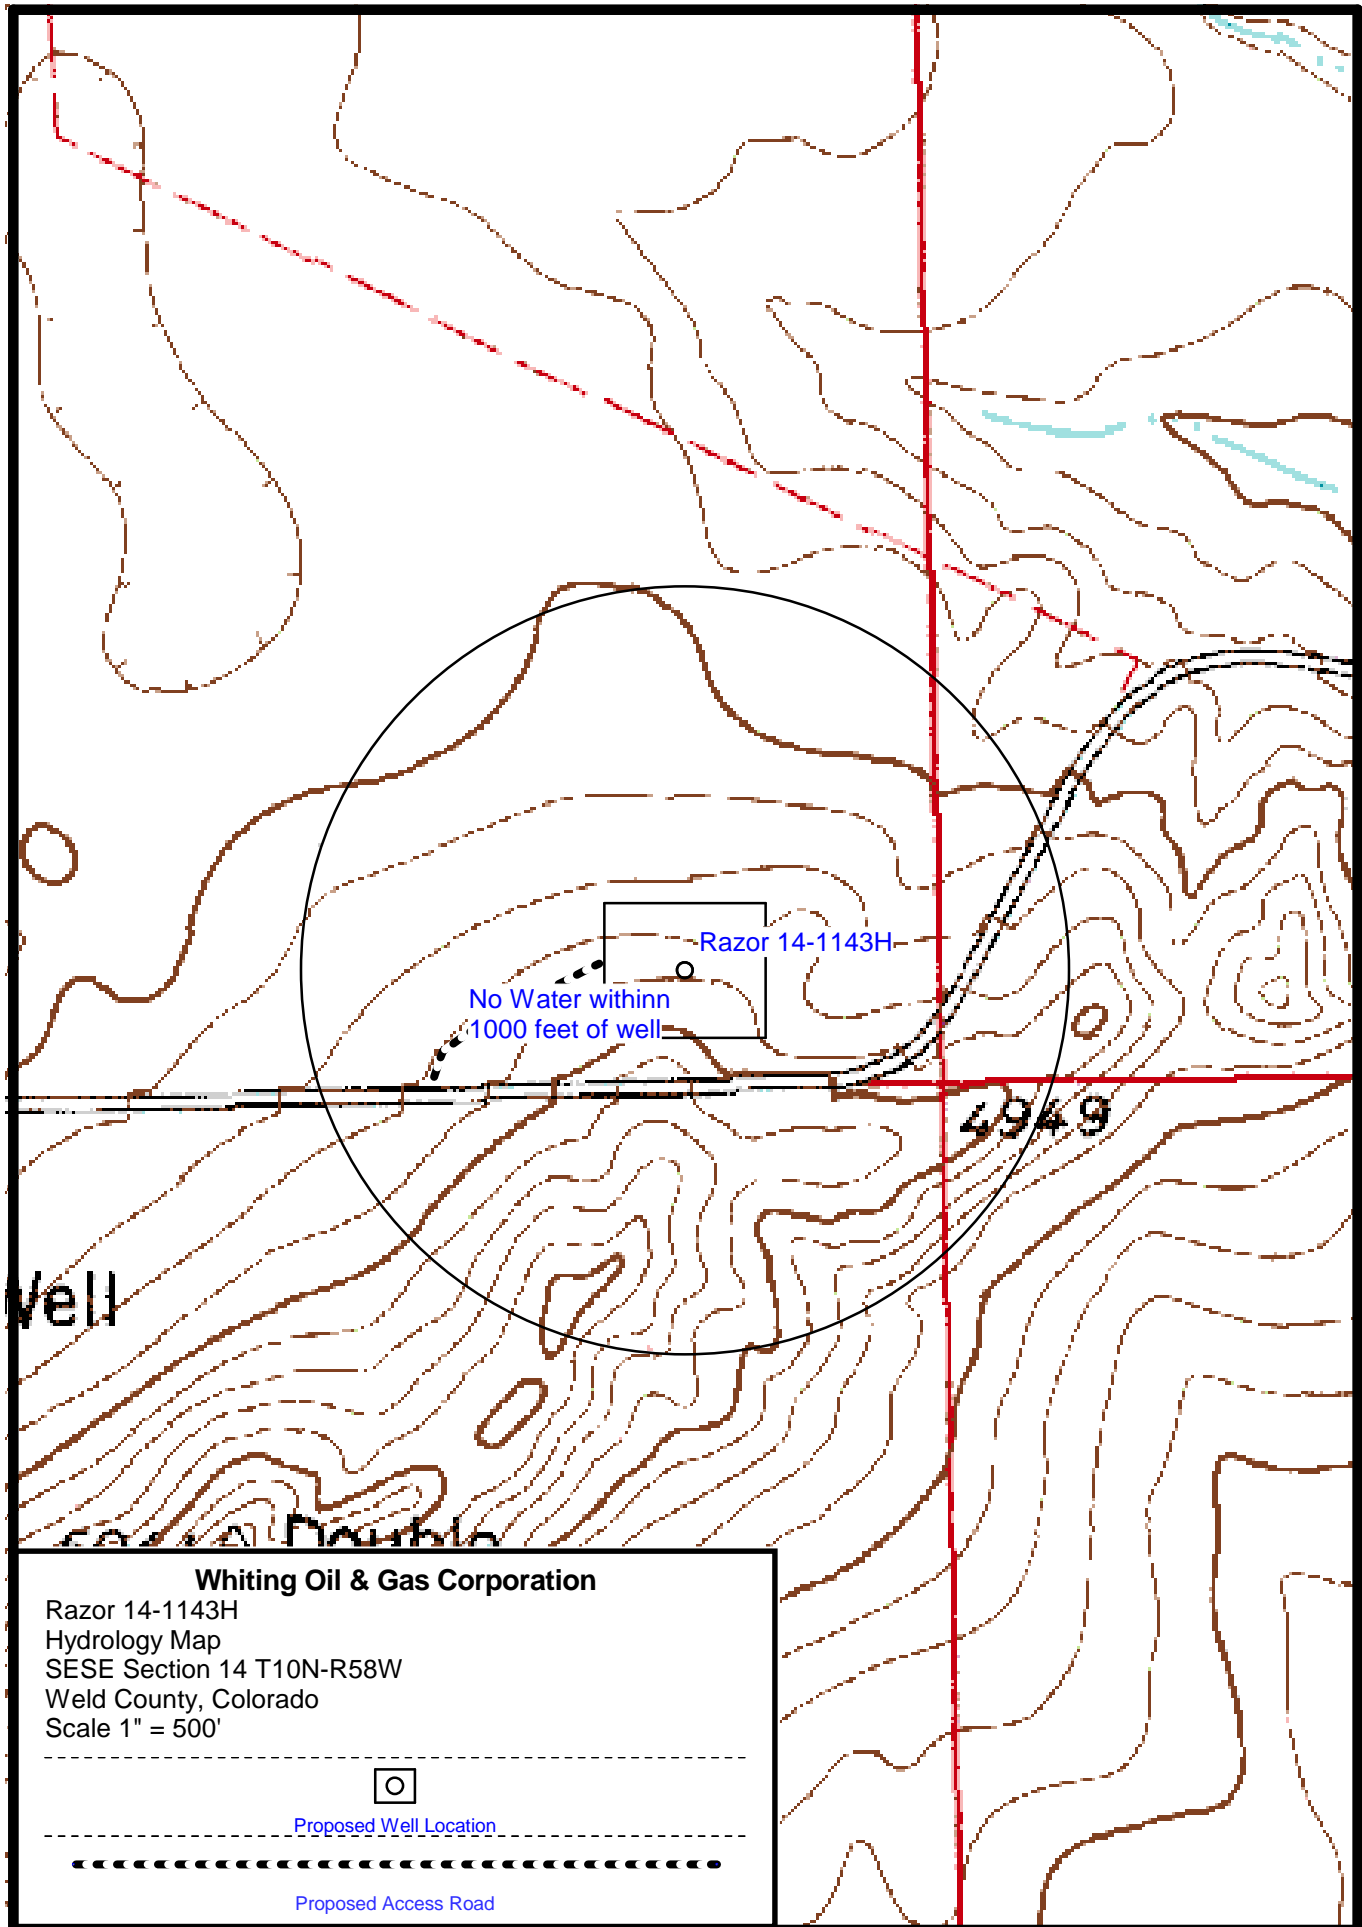 Razor 14-1143H
No Water withinn
1000 feet of well
4949
Well
Double
Whiting Oil & Gas Corporation
Razor 14-1143H
Hydrology Map
SESE Section 14 T10N-R58W
Weld County, Colorado
Scale 1" = 500'
Proposed Well Location
Proposed Access Road